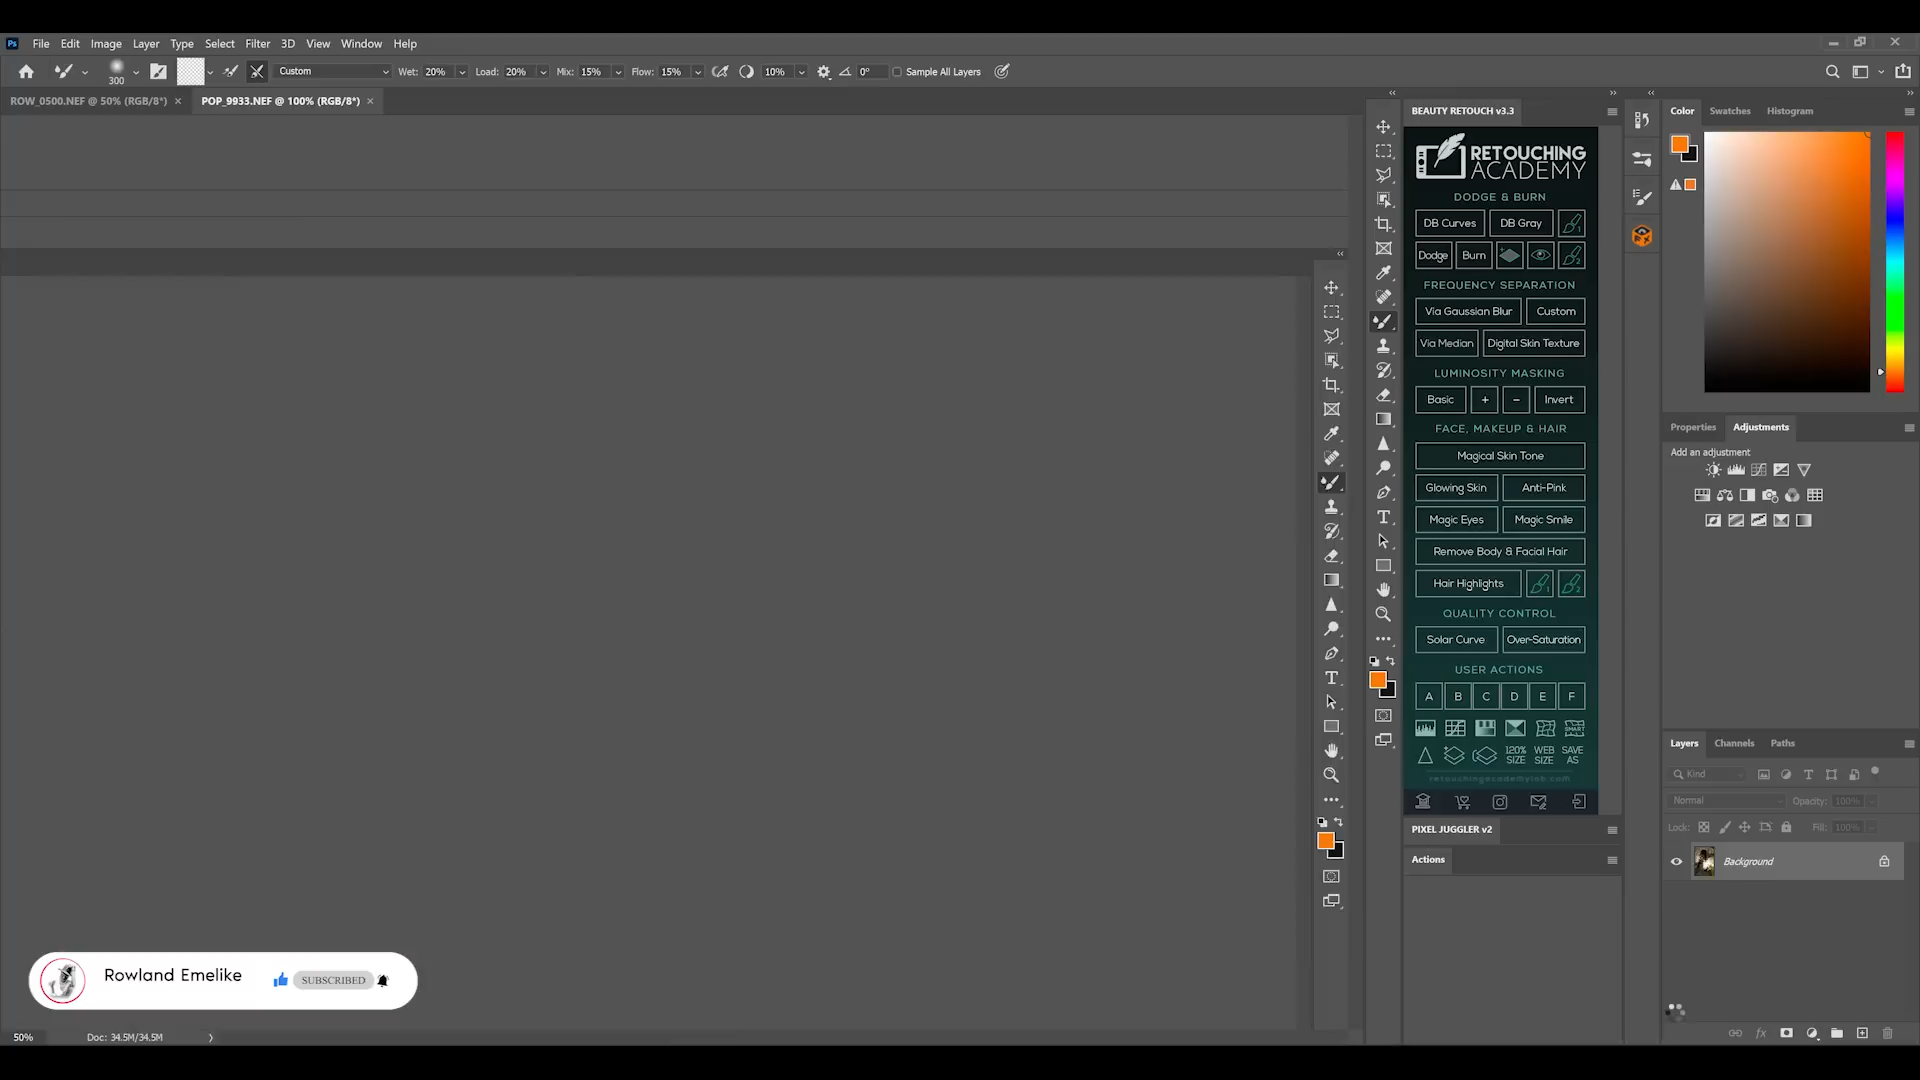 Ps File Edit Image Layer Type Select Filter 3D View Window Help
300 Custom Wet: 20% Load: 20% Mix: 15% Flow: 15% 10% 0° Sample All Layers
ROW_0500.NEF @ 50% (RGB/8*) × POP_9933.NEF @ 100% (RGB/8*) ×
BEAUTY RETOUCH v3.3
RETOUCHING
ACADEMY
DODGE & BURN
DB Curves DB Gray 1
Dodge Burn 2
FREQUENCY SEPARATION
Via Gaussian Blur Custom
Via Median Digital Skin Texture
LUMINOSITY MASKING
Basic + − Invert
FACE, MAKEUP & HAIR
Magical Skin Tone
Glowing Skin Anti-Pink
Magic Eyes Magic Smile
Remove Body & Facial Hair
Hair Highlights 1 2
QUALITY CONTROL
Solar Curve Over-Saturation
USER ACTIONS
A B C D E F
SMART
120% SIZE WEB SIZE SAVE AS
retouchingacademylab.com
PIXEL JUGGLER v2
Actions
Color Swatches Histogram
Properties Adjustments
Add an adjustment
Layers Channels Paths
Kind
Normal Opacity: 100%
Lock: Fill: 100%
Background
fx
Rowland Emelike SUBSCRIBED
50% Doc: 34.5M/34.5M